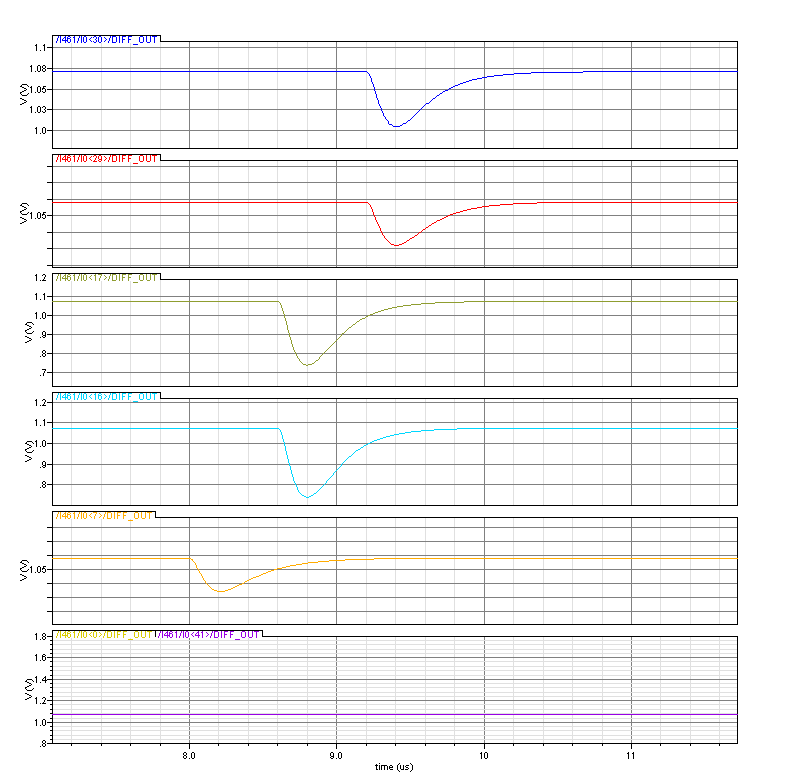 /I461/I0<30>/DIFF_OUT
1.1
1.08
1.05
1.03
1.0
V (V)
/I461/I0<29>/DIFF_OUT
1.05
V (V)
/I461/I0<17>/DIFF_OUT
1.2
1.1
1.0
.9
.8
.7
V (V)
/I461/I0<16>/DIFF_OUT
1.2
1.1
1.0
.9
.8
V (V)
/I461/I0<7>/DIFF_OUT
1.05
V (V)
/I461/I0<0>/DIFF_OUT /I461/I0<41>/DIFF_OUT
1.8
1.6
1.4
1.2
1.0
.8
V (V)
8.0 9.0 10 11
time (us)